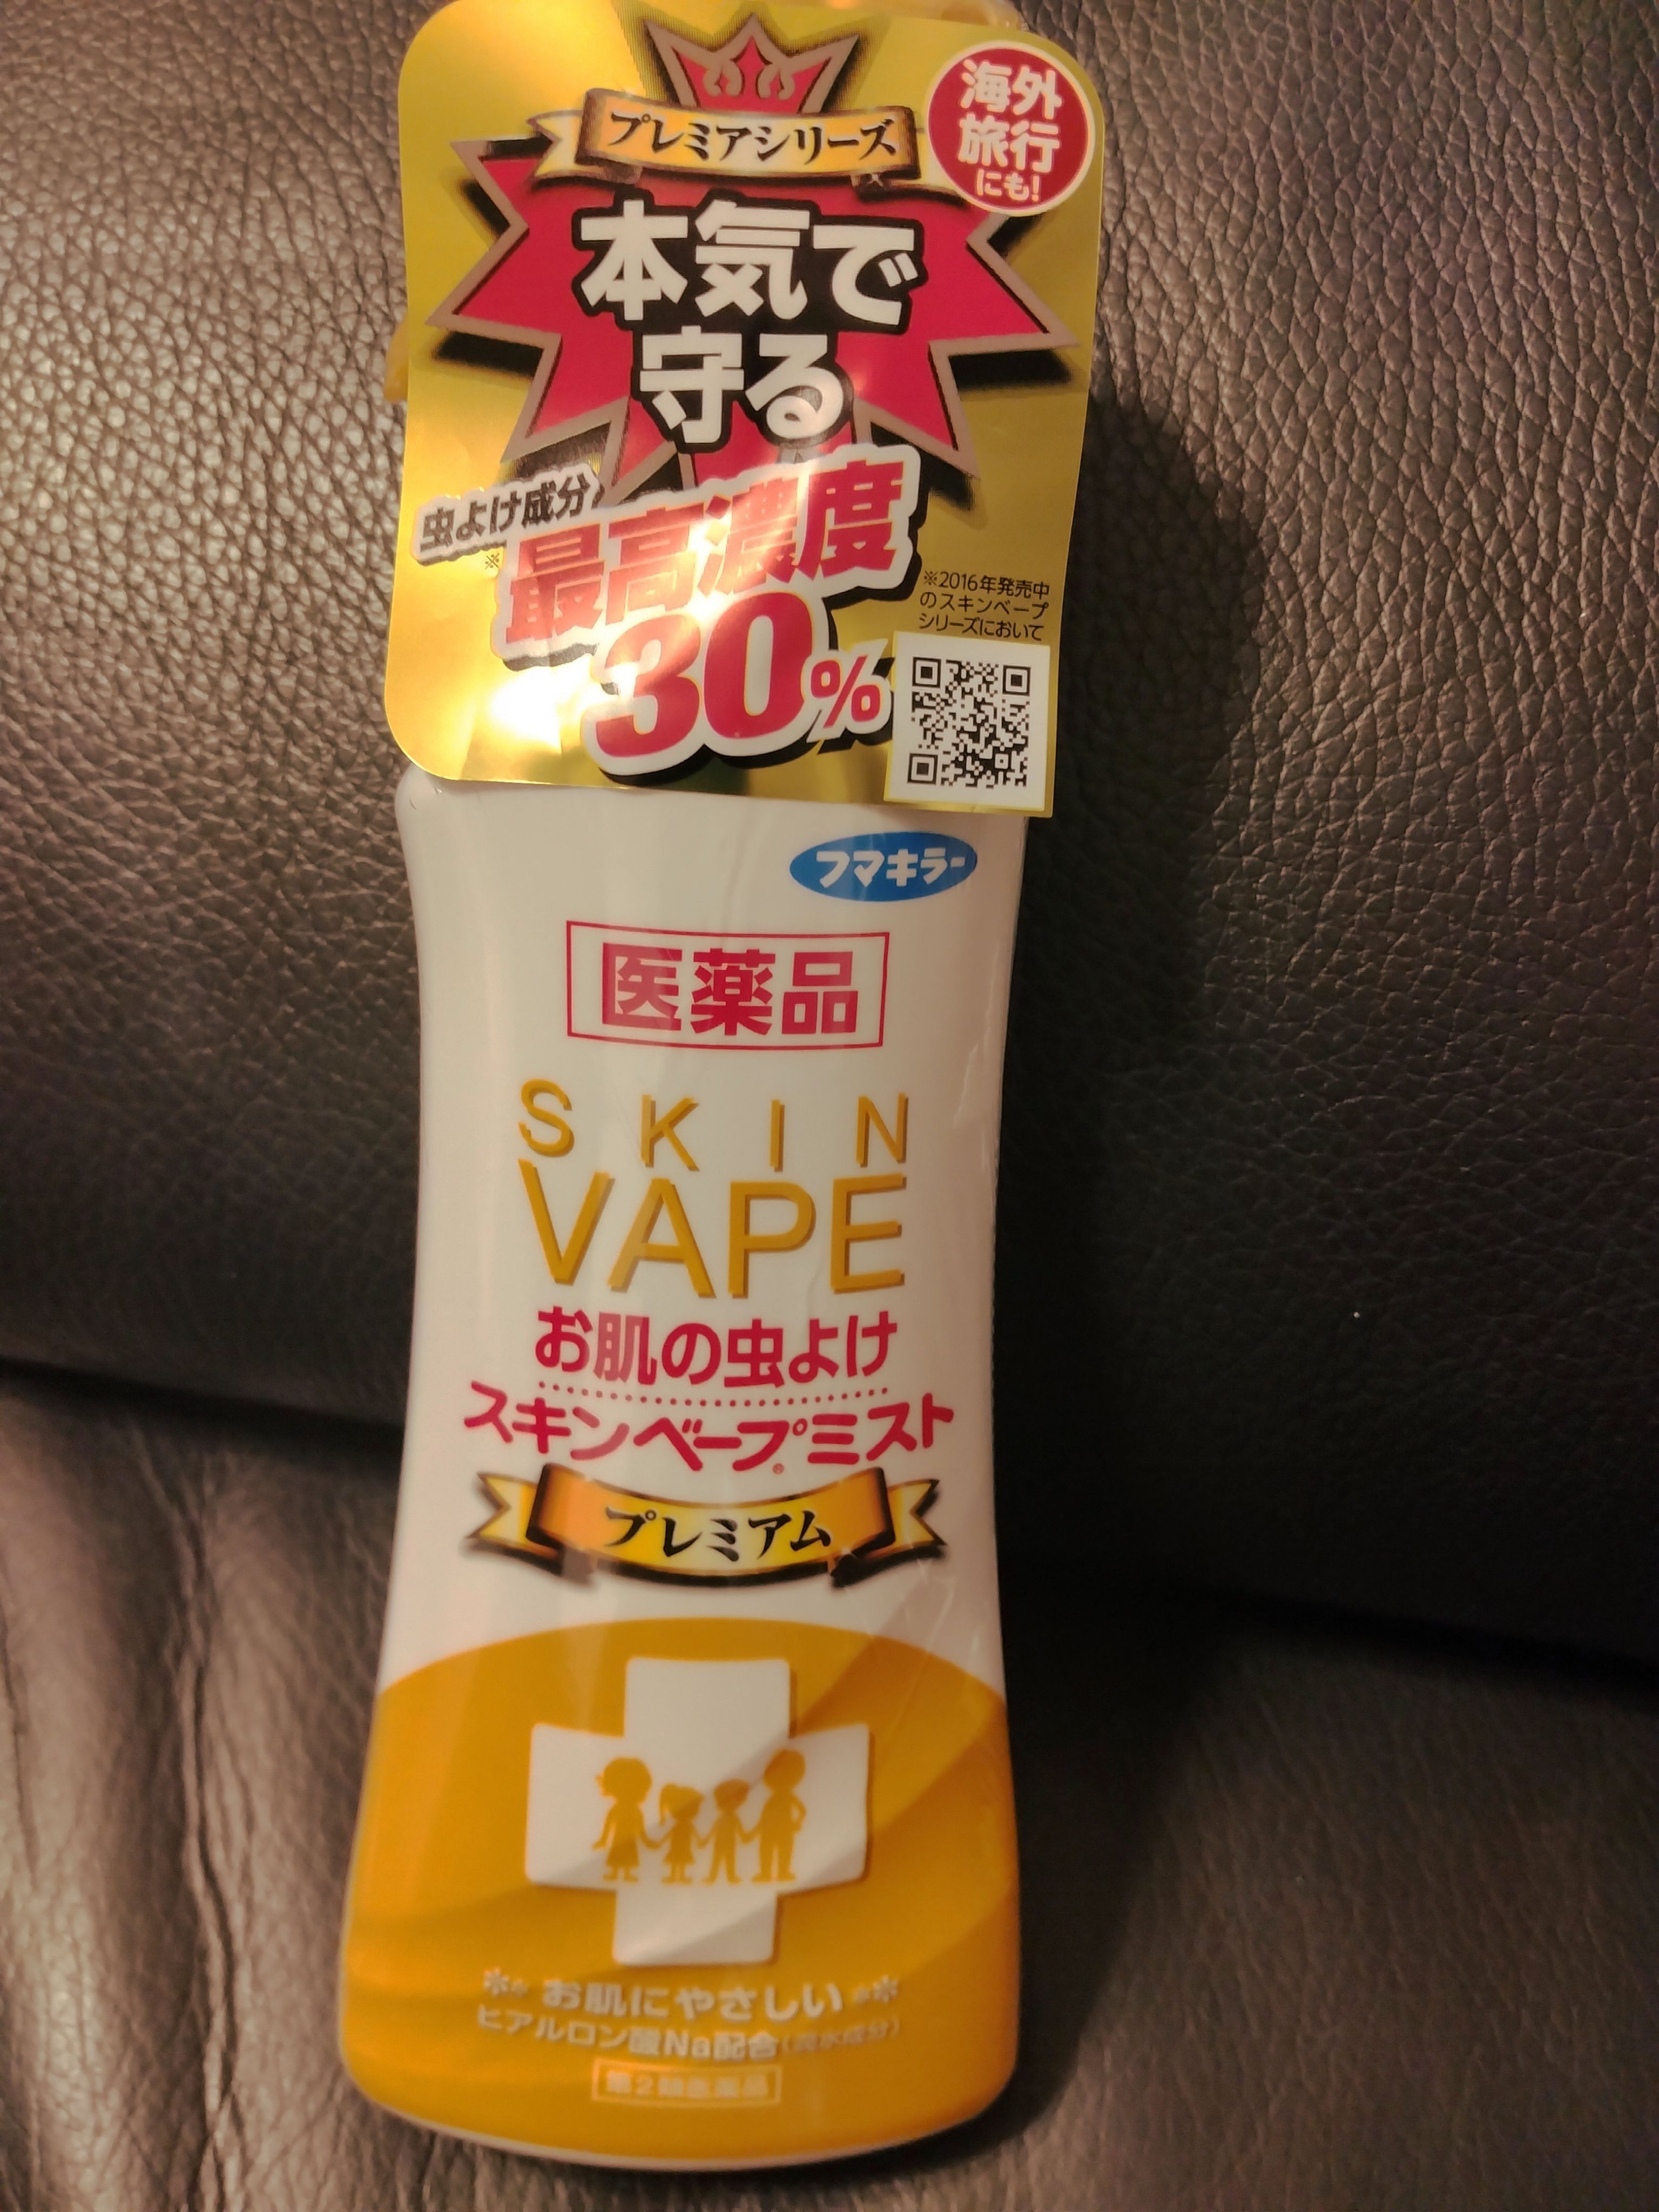 プレミアシリーズ
海外
旅行
にも!
本気で
守る
虫よけ成分
※
最高濃度
30%
※2016年発売中
のスキンベープ
シリーズにおいて
フマキラー
医薬品
SKIN
VAPE
お肌の虫よけ
スキンベープ®ミスト
プレミアム
お肌にやさしい
ヒアルロン酸Na配合(潤水成分)
第2類医薬品